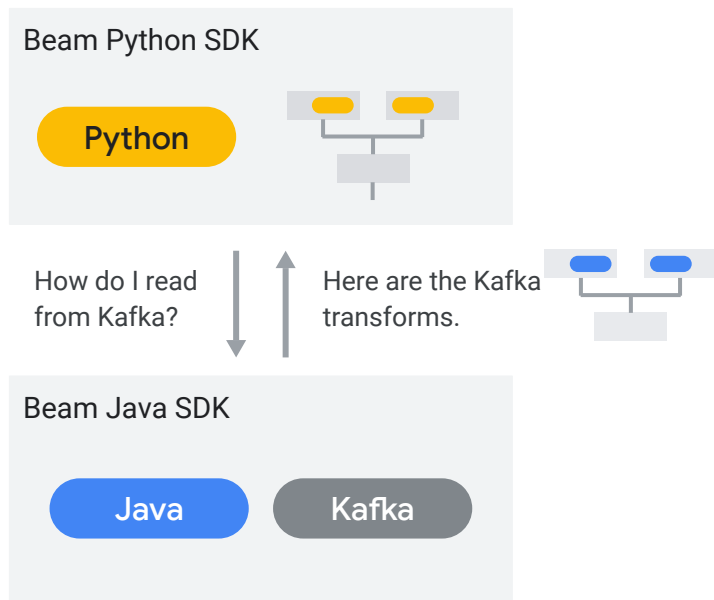 Beam Python SDK
Python
How do I read
from Kafka?
Here are the Kafka
transforms.
Beam Java SDK
Java
Kafka